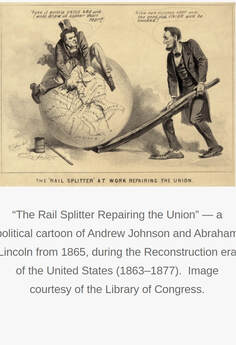 THE 'RAIL SPLITTER' AT WORK REPAIRING THE UNION.
“The Rail Splitter Repairing the Union” — a
political cartoon of Andrew Johnson and Abraham
Lincoln from 1865, during the Reconstruction era
of the United States (1863–1877).  Image
courtesy of the Library of Congress.